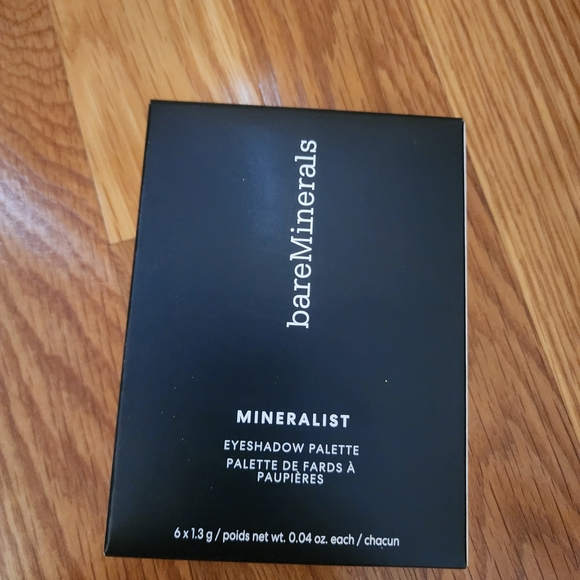 bareMinerals
MINERALIST
EYESHADOW PALETTE
PALETTE DE FARDS À
PAUPIÈRES
6 x 1.3 g / poids net wt. 0.04 oz. each / chacun